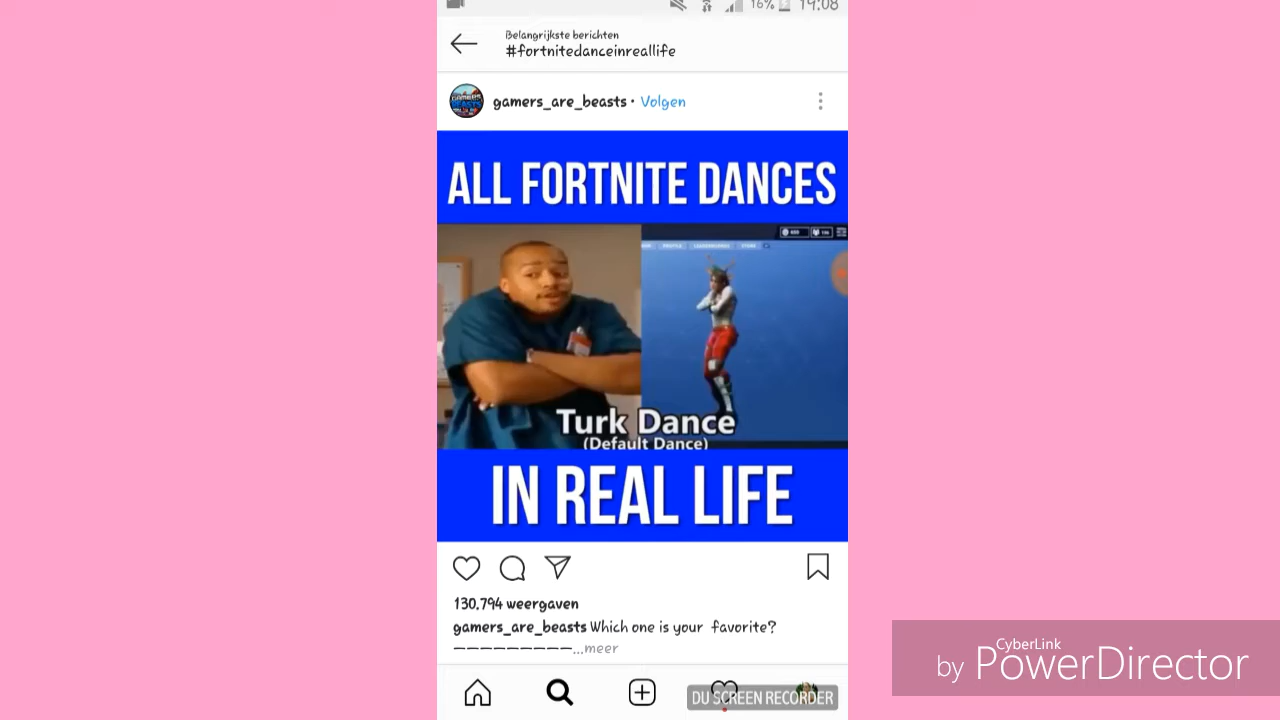 16% 19:08
Belangrijkste berichten
#fortnitedanceinreallife
gamers_are_beasts • Volgen
ALL FORTNITE DANCES
Turk Dance
(Default Dance)
IN REAL LIFE
130.794 weergaven
gamers_are_beasts Which one is your favorite?
—————————...meer
DU SCREEN RECORDER
CyberLink
by PowerDirector